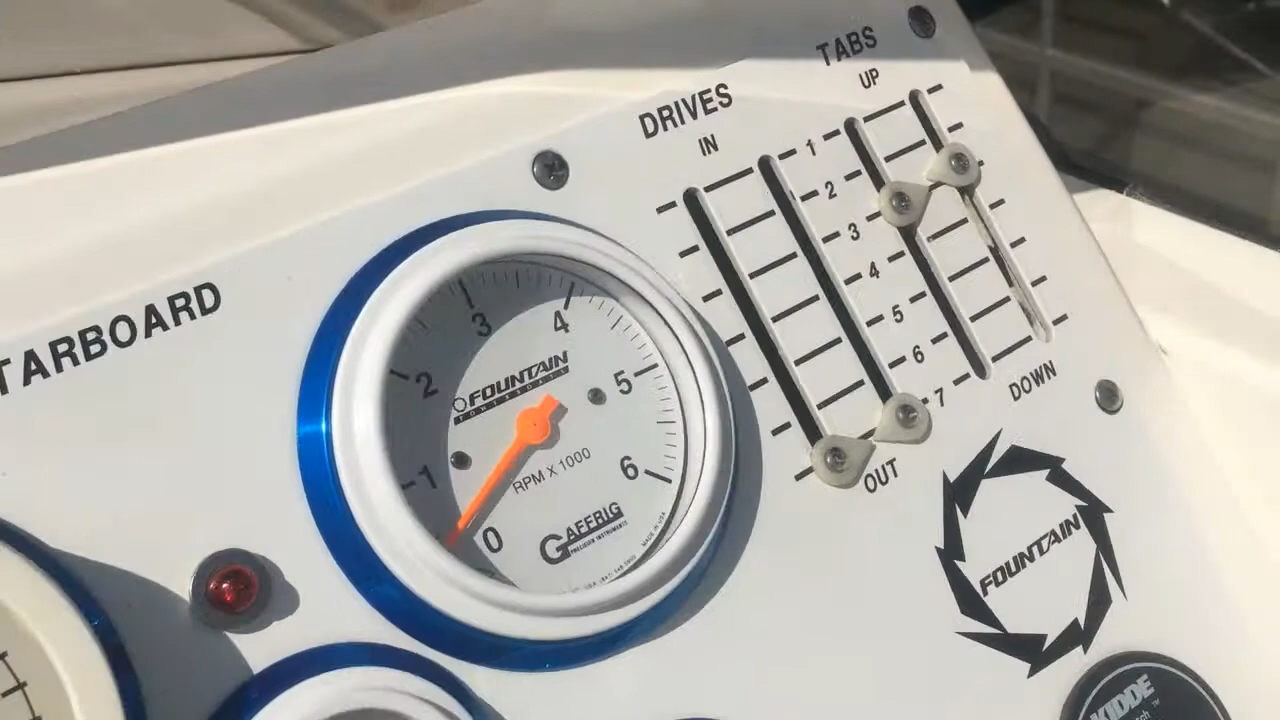 TABS
UP
DRIVES
IN
1
2
3
4
5
6
7
DOWN
OUT
TARBOARD
0
1
2
3
4
5
6
FOUNTAIN
POWERBOATS
RPM X 1000
GAFFRIG
PRECISION INSTRUMENTS
MADE IN USA
FOUNTAIN
KIDDE